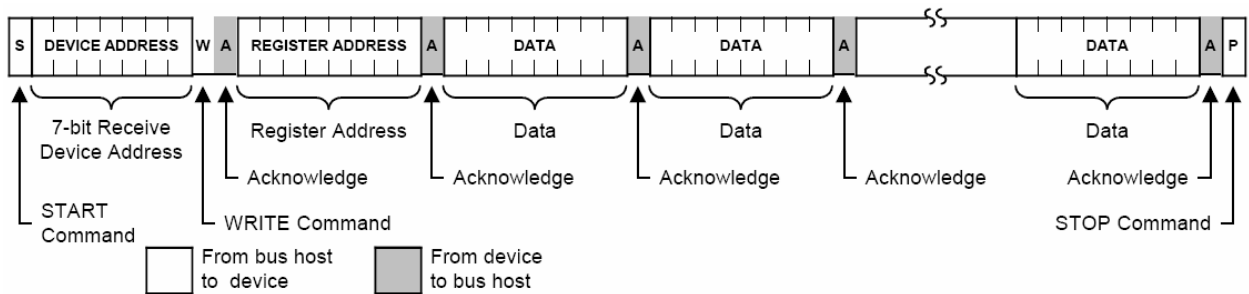 S DEVICE ADDRESS W A REGISTER ADDRESS A DATA A DATA A DATA A P
7-bit Receive
Device Address
Register Address
Data
Data
Data
Acknowledge
Acknowledge
Acknowledge
Acknowledge
Acknowledge
START
Command
WRITE Command
STOP Command
From bus host
to device
From device
to bus host